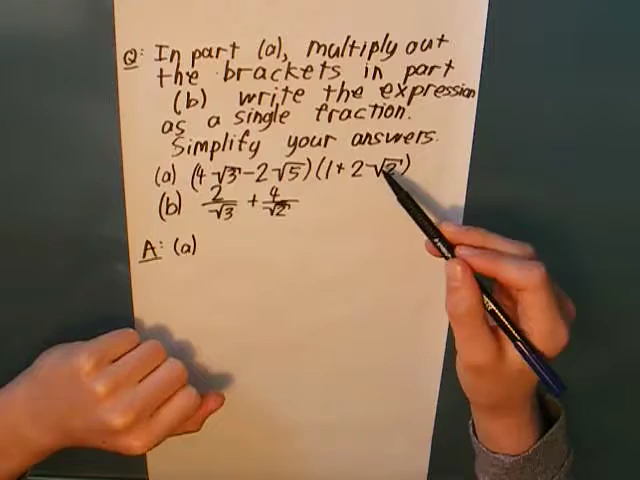 Q: In part (a), multiply out
the brackets in part
(b) write the expression
as a single fraction.
Simplify your answers.
(a) (4√3-2√5)(1+2√2)
(b) 2/√3 + 4/√2
A: (a)